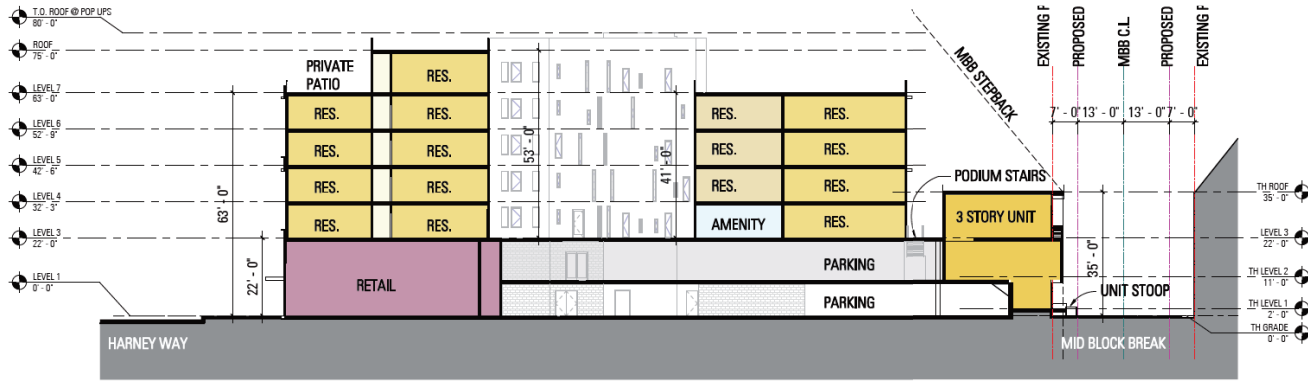 T.O. ROOF @ POP UPS
80' - 0"
ROOF
75' - 0"
LEVEL 7
63' - 0"
LEVEL 6
52' - 9"
LEVEL 5
42' - 6"
LEVEL 4
32' - 3"
LEVEL 3
22' - 0"
LEVEL 1
0' - 0"
63' - 0"
22' - 0"
PRIVATE
PATIO
RES.
RES.
RES.
RES.
RES.
RES.
RES.
RES.
RES.
RETAIL
53' - 0"
41' - 0"
RES.
RES.
RES.
RES.
RES.
RES.
AMENITY
RES.
PARKING
PARKING
MBB STEPBACK
PODIUM STAIRS
3 STORY UNIT
UNIT STOOP
35' - 0"
EXISTING
PROPOSED
MBB C.L.
PROPOSED
EXISTING
7' - 0"
13' - 0"
13' - 0"
7' - 0"
TH ROOF
35' - 0"
LEVEL 3
22' - 0"
TH LEVEL 2
11' - 0"
TH LEVEL 1
2' - 0"
TH GRADE
0' - 0"
HARNEY WAY
MID BLOCK BREAK